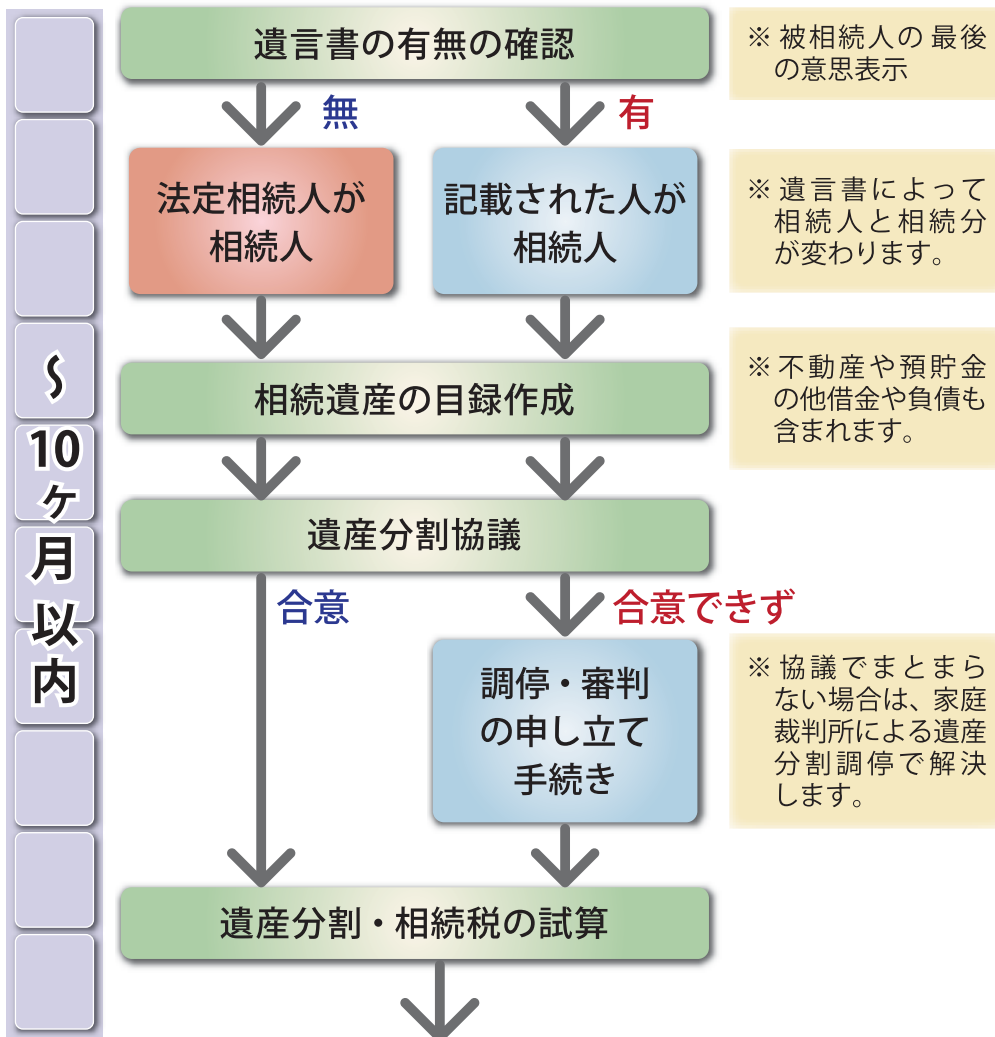 遺言書の有無の確認
※ 被相続人の 最後
の意思表示
無
有
法定相続人が
相続人
記載された人が
相続人
※ 遺言書によって
相続人と相続分
が変わります。
相続遺産の目録作成
※ 不動産や預貯金
の他借金や負債も
含まれます。
～10ヶ月以内
遺産分割協議
合意
合意できず
調停・審判
の申し立て
手続き
※ 協議でまとまら
ない場合は、家庭
裁判所による遺産
分割調停で解決
します。
遺産分割・相続税の試算